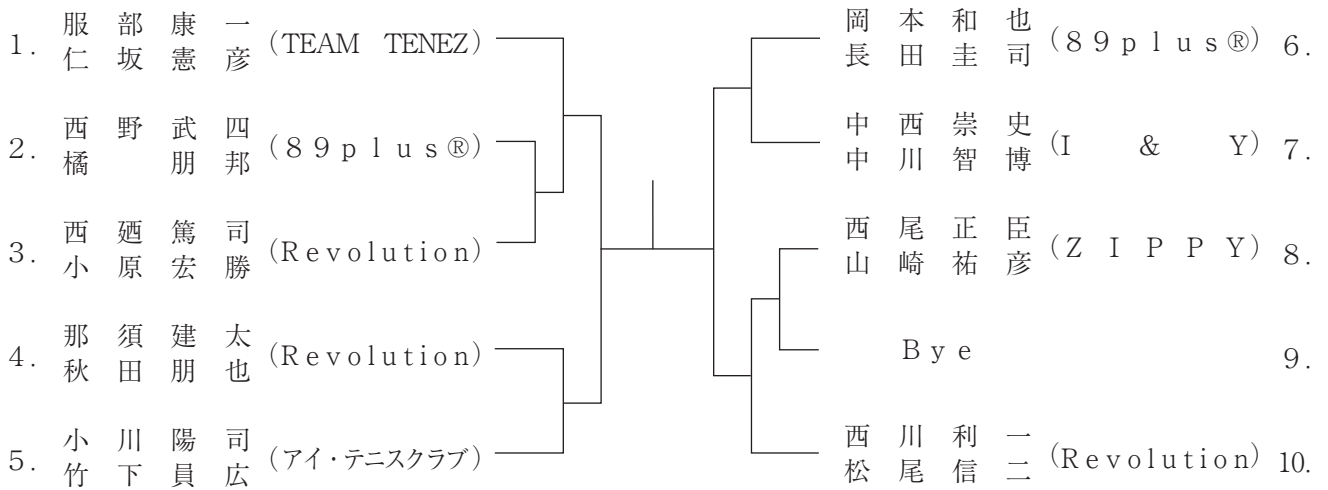 1. 服部康一 仁坂憲彦 (TEAM TENEZ)
2. 西野武四 橘朋邦 (89plus®)
3. 西廼篤司 小原宏勝 (Revolution)
4. 那須建太 秋田朋也 (Revolution)
5. 小川陽司 竹下員広 (アイ・テニスクラブ)
岡本和也 長田圭司 (89plus®) 6.
中西崇史 中川智博 (I & Y) 7.
西尾正臣 山崎祐彦 (ZIPPY) 8.
Bye 9.
西川利一 松尾信二 (Revolution) 10.